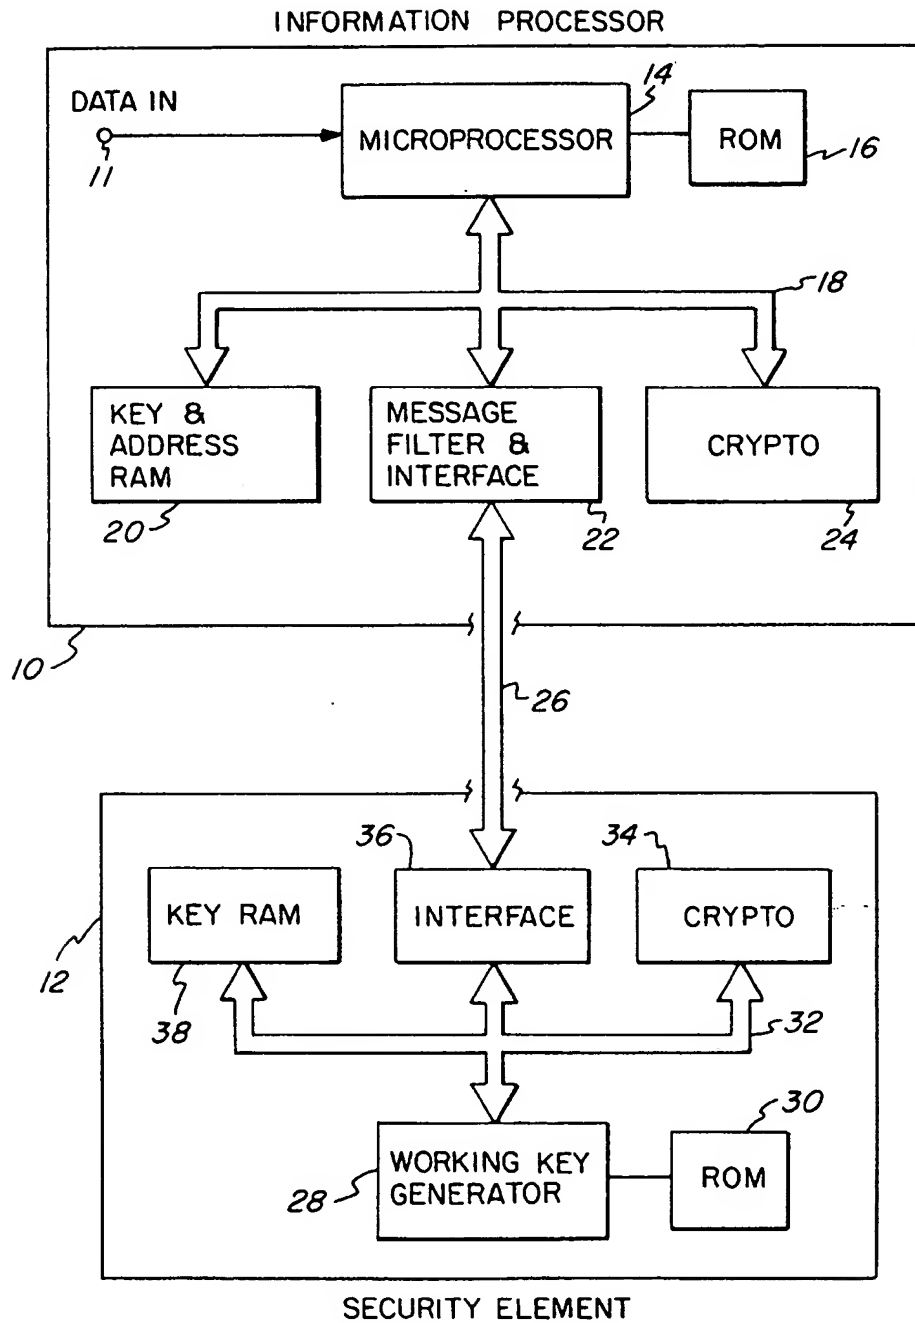 INFORMATION PROCESSOR
DATA IN
11
MICROPROCESSOR
14
ROM
16
18
KEY &
ADDRESS
RAM
20
MESSAGE
FILTER &
INTERFACE
22
CRYPTO
24
10
26
36
34
KEY RAM
INTERFACE
CRYPTO
12
38
32
30
WORKING KEY
GENERATOR
28
ROM
SECURITY ELEMENT